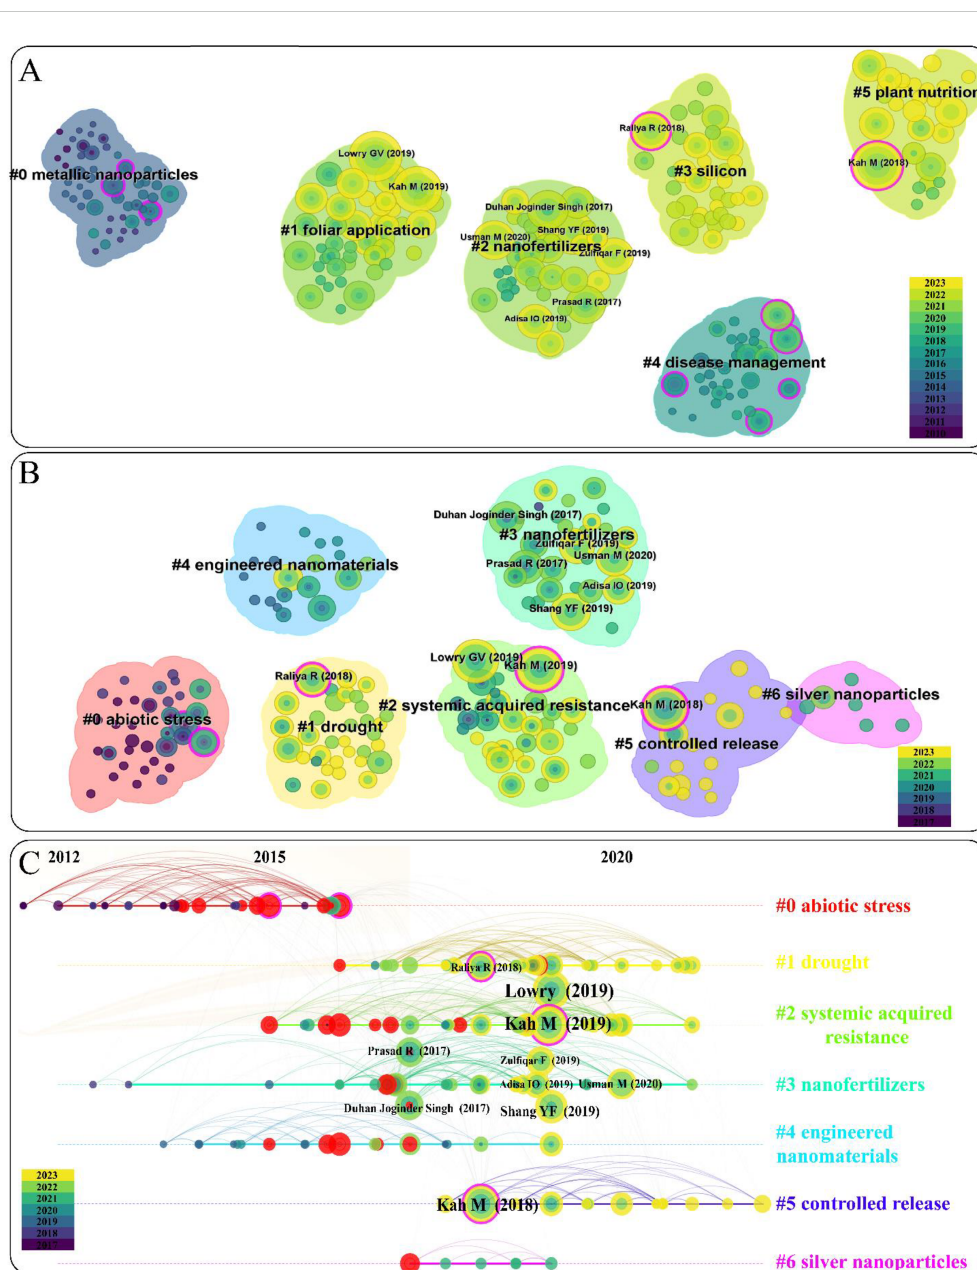 A
#5 plant nutrition
Raliya R (2018)
Lowry GV (2019)
Kah M (2018)
#0 metallic nanoparticles
#3 silicon
Kah M (2019)
Duhan Joginder Singh (2017)
#1 foliar application
Shang YF (2019)
Usman M (2020)
#2 nanofertilizers
Zulfiqar F (2019)
Prasad R (2017)
Adisa IO (2019)
#4 disease management
2023
2022
2021
2020
2019
2018
2017
2016
2015
2014
2013
2012
2011
2010
B
Duhan Joginder Singh (2017)
#3 nanofertilizers
Zulfiqar F (2019)
Usman M (2020)
#4 engineered nanomaterials
Prasad R (2017)
Adisa IO (2019)
Shang YF (2019)
Lowry GV (2019)
Kah M (2019)
Raliya R (2018)
#6 silver nanoparticles
Kah M (2018)
#2 systemic acquired resistance
#0 abiotic stress
#1 drought
#5 controlled release
2023
2022
2021
2020
2019
2018
2017
C
2012
2015
2020
#0 abiotic stress
#1 drought
Raliya R (2018)
Lowry (2019)
#2 systemic acquired
resistance
Kah M (2019)
Prasad R (2017)
Zulfiqar F (2019)
Adisa IO (2019)
Usman M (2020)
#3 nanofertilizers
Duhan Joginder Singh (2017)
Shang YF (2019)
#4 engineered
nanomaterials
2023
2022
2021
2020
2019
2018
2017
Kah M (2018)
#5 controlled release
#6 silver nanoparticles